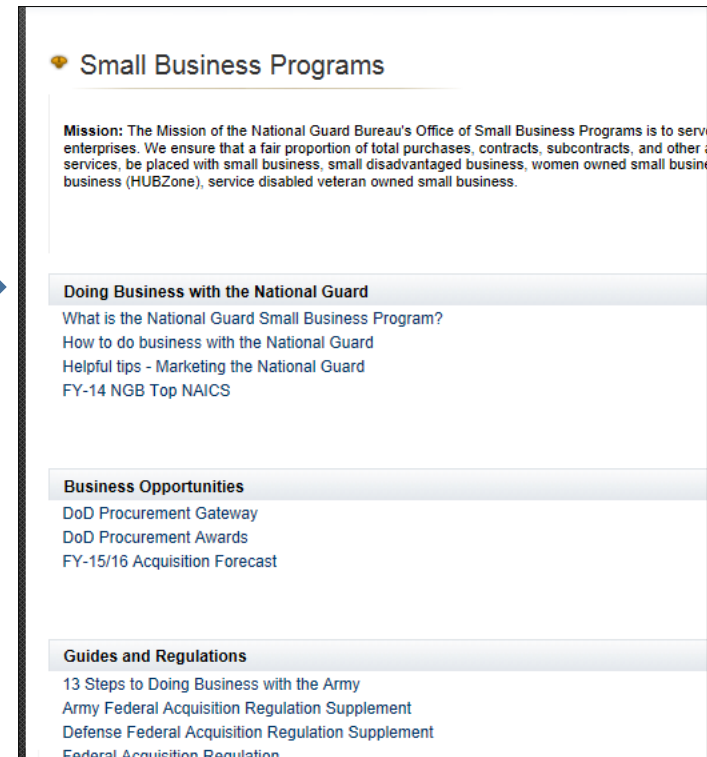 Small Business Programs
Mission: The Mission of the National Guard Bureau's Office of Small Business Programs is to serve
enterprises. We ensure that a fair proportion of total purchases, contracts, subcontracts, and other
services, be placed with small business, small disadvantaged business, women owned small
business (HUBZone), service disabled veteran owned small business.
Doing Business with the National Guard
What is the National Guard Small Business Program?
How to do business with the National Guard
Helpful tips - Marketing the National Guard
FY-14 NGB Top NAICS
Business Opportunities
DoD Procurement Gateway
DoD Procurement Awards
FY-15/16 Acquisition Forecast
Guides and Regulations
13 Steps to Doing Business with the Army
Army Federal Acquisition Regulation Supplement
Defense Federal Acquisition Regulation Supplement
Federal Acquisition Regulation